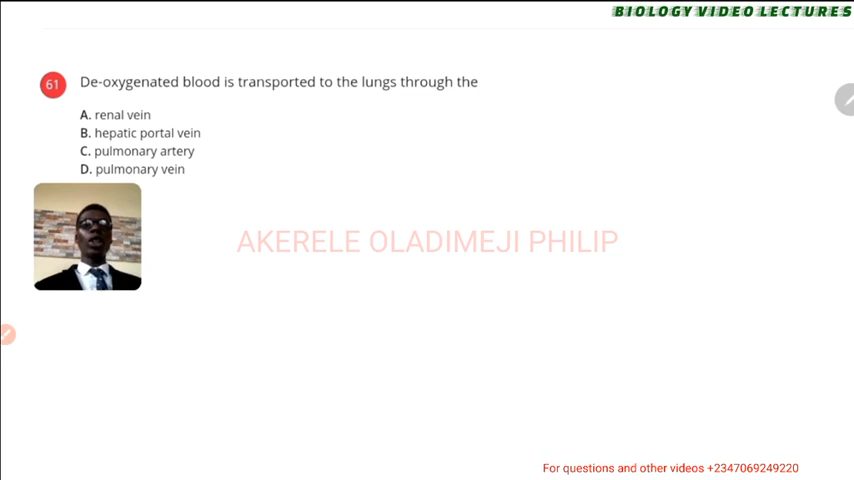 BIOLOGY VIDEO LECTURES
61 De-oxygenated blood is transported to the lungs through the
A. renal vein
B. hepatic portal vein
C. pulmonary artery
D. pulmonary vein
AKERELE OLADIMEJI PHILIP
For questions and other videos +2347069249220